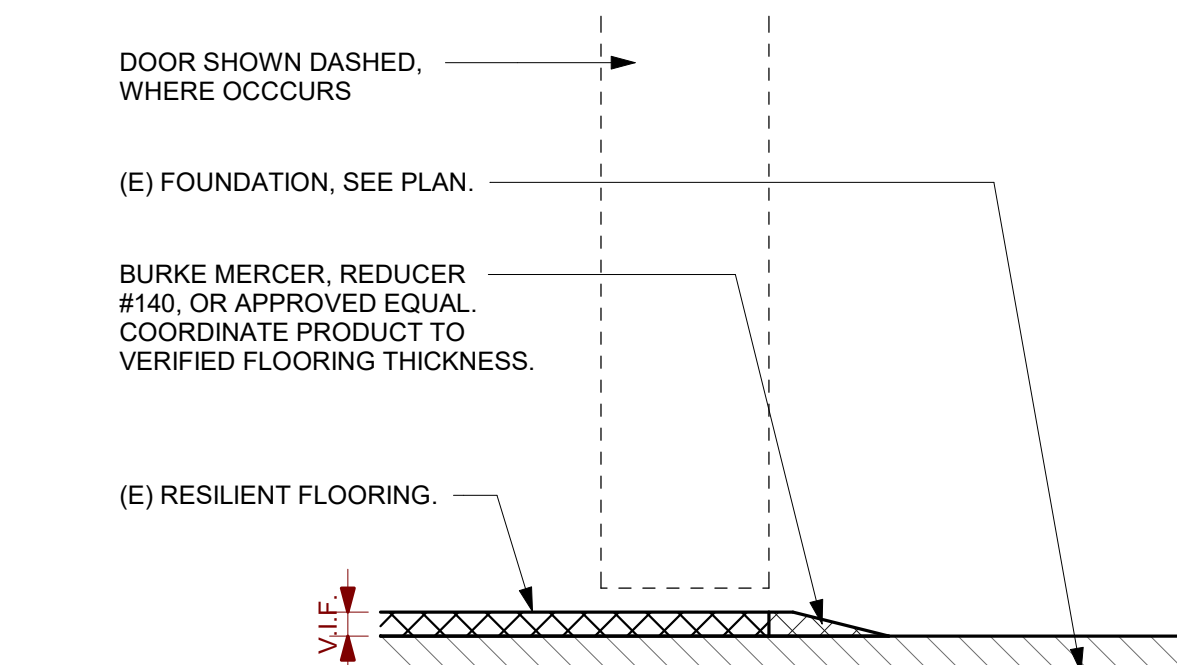 DOOR SHOWN DASHED,
WHERE OCCCURS
(E) FOUNDATION, SEE PLAN.
BURKE MERCER, REDUCER
#140, OR APPROVED EQUAL.
COORDINATE PRODUCT TO
VERIFIED FLOORING THICKNESS.
(E) RESILIENT FLOORING.
V.I.F.